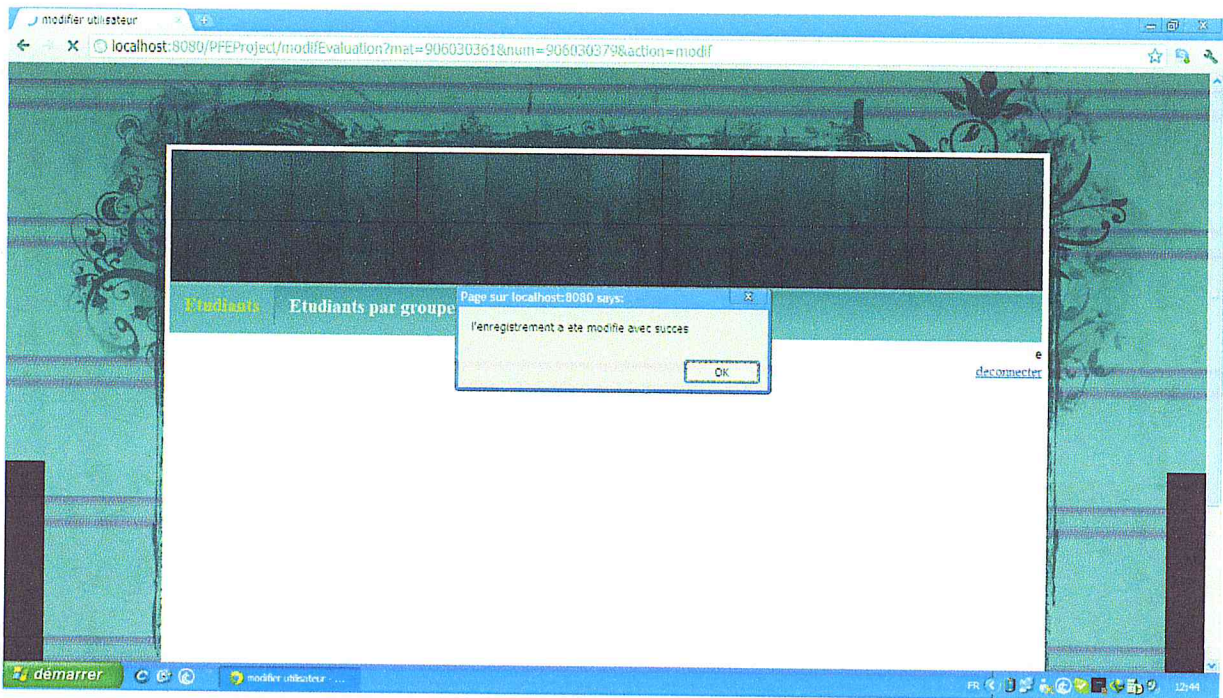 modifier utilisateur
localhost:8080/PFEProject/modifEvaluation?mat=906030361&num=906030379&action=modif
Etudiants
Etudiants par groupe
Page sur localhost:8080 says:
l'enregistrement a ete modifie avec succes
OK
e
deconnecter
démarrer
modifier utilisateur - ...
FR
12:44